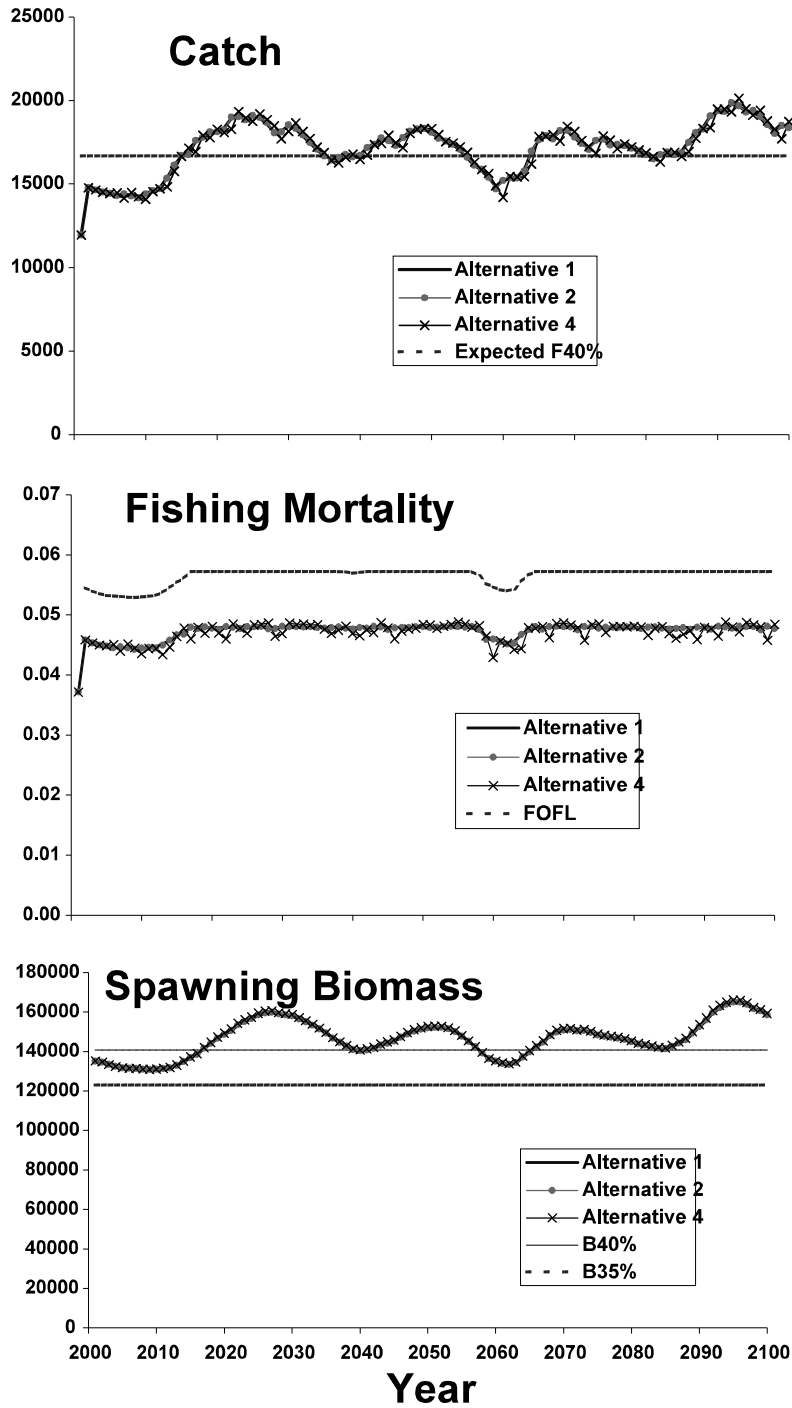 Catch
25000
20000
15000
10000
5000
0
Alternative 1
Alternative 2
Alternative 4
Expected F40%
Fishing Mortality
0.07
0.06
0.05
0.04
0.03
0.02
0.01
0.00
Alternative 1
Alternative 2
Alternative 4
FOFL
Spawning Biomass
180000
160000
140000
120000
100000
80000
60000
40000
20000
0
Alternative 1
Alternative 2
Alternative 4
B40%
B35%
2000 2010 2020 2030 2040 2050 2060 2070 2080 2090 2100
Year